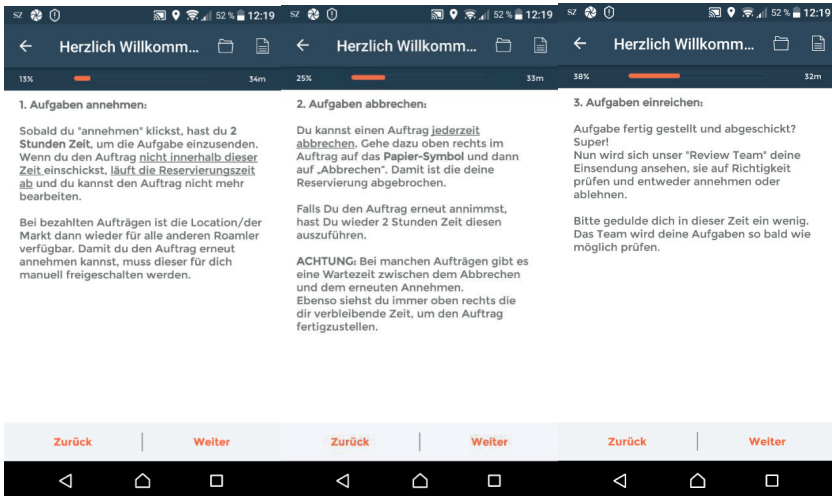 SZ 52 % 12:19
Herzlich Willkomm...
13% 34m
1. Aufgaben annehmen:
Sobald du "annehmen" klickst, hast du 2
Stunden Zeit, um die Aufgabe einzusenden.
Wenn du den Auftrag nicht innerhalb dieser
Zeit einschickst, läuft die Reservierungszeit
ab und du kannst den Auftrag nicht mehr
bearbeiten.
Bei bezahlten Aufträgen ist die Location/der
Markt dann wieder für alle anderen Roamler
verfügbar. Damit du den Auftrag erneut
annehmen kannst, muss dieser für dich
manuell freigeschalten werden.
Zurück Weiter
SZ 52 % 12:19
Herzlich Willkomm...
25% 33m
2. Aufgaben abbrechen:
Du kannst einen Auftrag jederzeit
abbrechen. Gehe dazu oben rechts im
Auftrag auf das Papier-Symbol und dann
auf „Abbrechen“. Damit ist die deine
Reservierung abgebrochen.
Falls Du den Auftrag erneut annimmst,
hast Du wieder 2 Stunden Zeit diesen
auszuführen.
ACHTUNG: Bei manchen Aufträgen gibt es
eine Wartezeit zwischen dem Abbrechen
und dem erneuten Annehmen.
Ebenso siehst du immer oben rechts die
dir verbleibende Zeit, um den Auftrag
fertigzustellen.
Zurück Weiter
SZ 52 % 12:19
Herzlich Willkomm...
38% 32m
3. Aufgaben einreichen:
Aufgabe fertig gestellt und abgeschickt?
Super!
Nun wird sich unser "Review Team" deine
Einsendung ansehen, sie auf Richtigkeit
prüfen und entweder annehmen oder
ablehnen.
Bitte gedulde dich in dieser Zeit ein wenig.
Das Team wird deine Aufgaben so bald wie
möglich prüfen.
Zurück Weiter